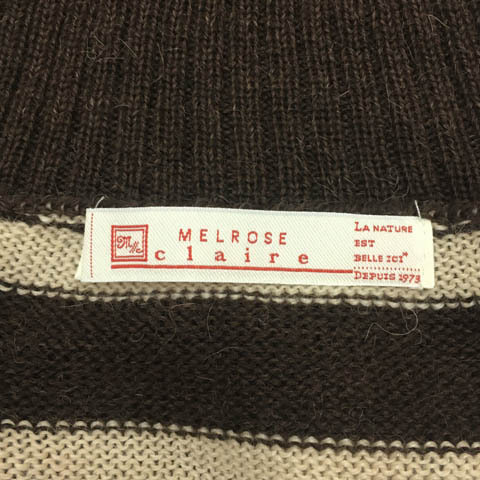 M//c
MELROSE
claire
LA NATURE
EST
BELLE ICI"
DEPUIS 1973